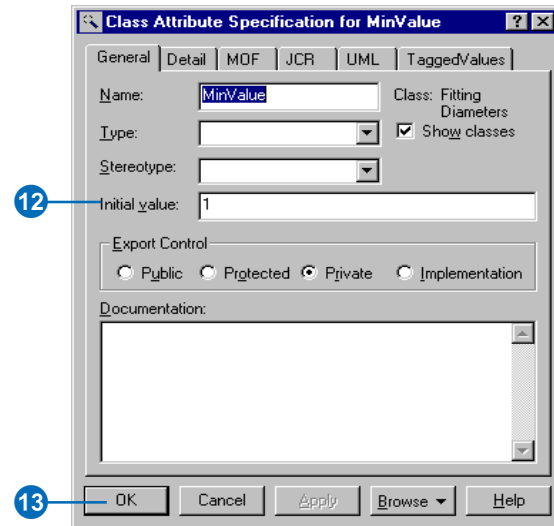 Class Attribute Specification for MinValue
General Detail MOF JCR UML TaggedValues
Name: MinValue Class: Fitting
Diameters
Type: Show classes
Stereotype:
12 Initial value: 1
Export Control
Public Protected Private Implementation
Documentation:
13 OK Cancel Apply Browse Help